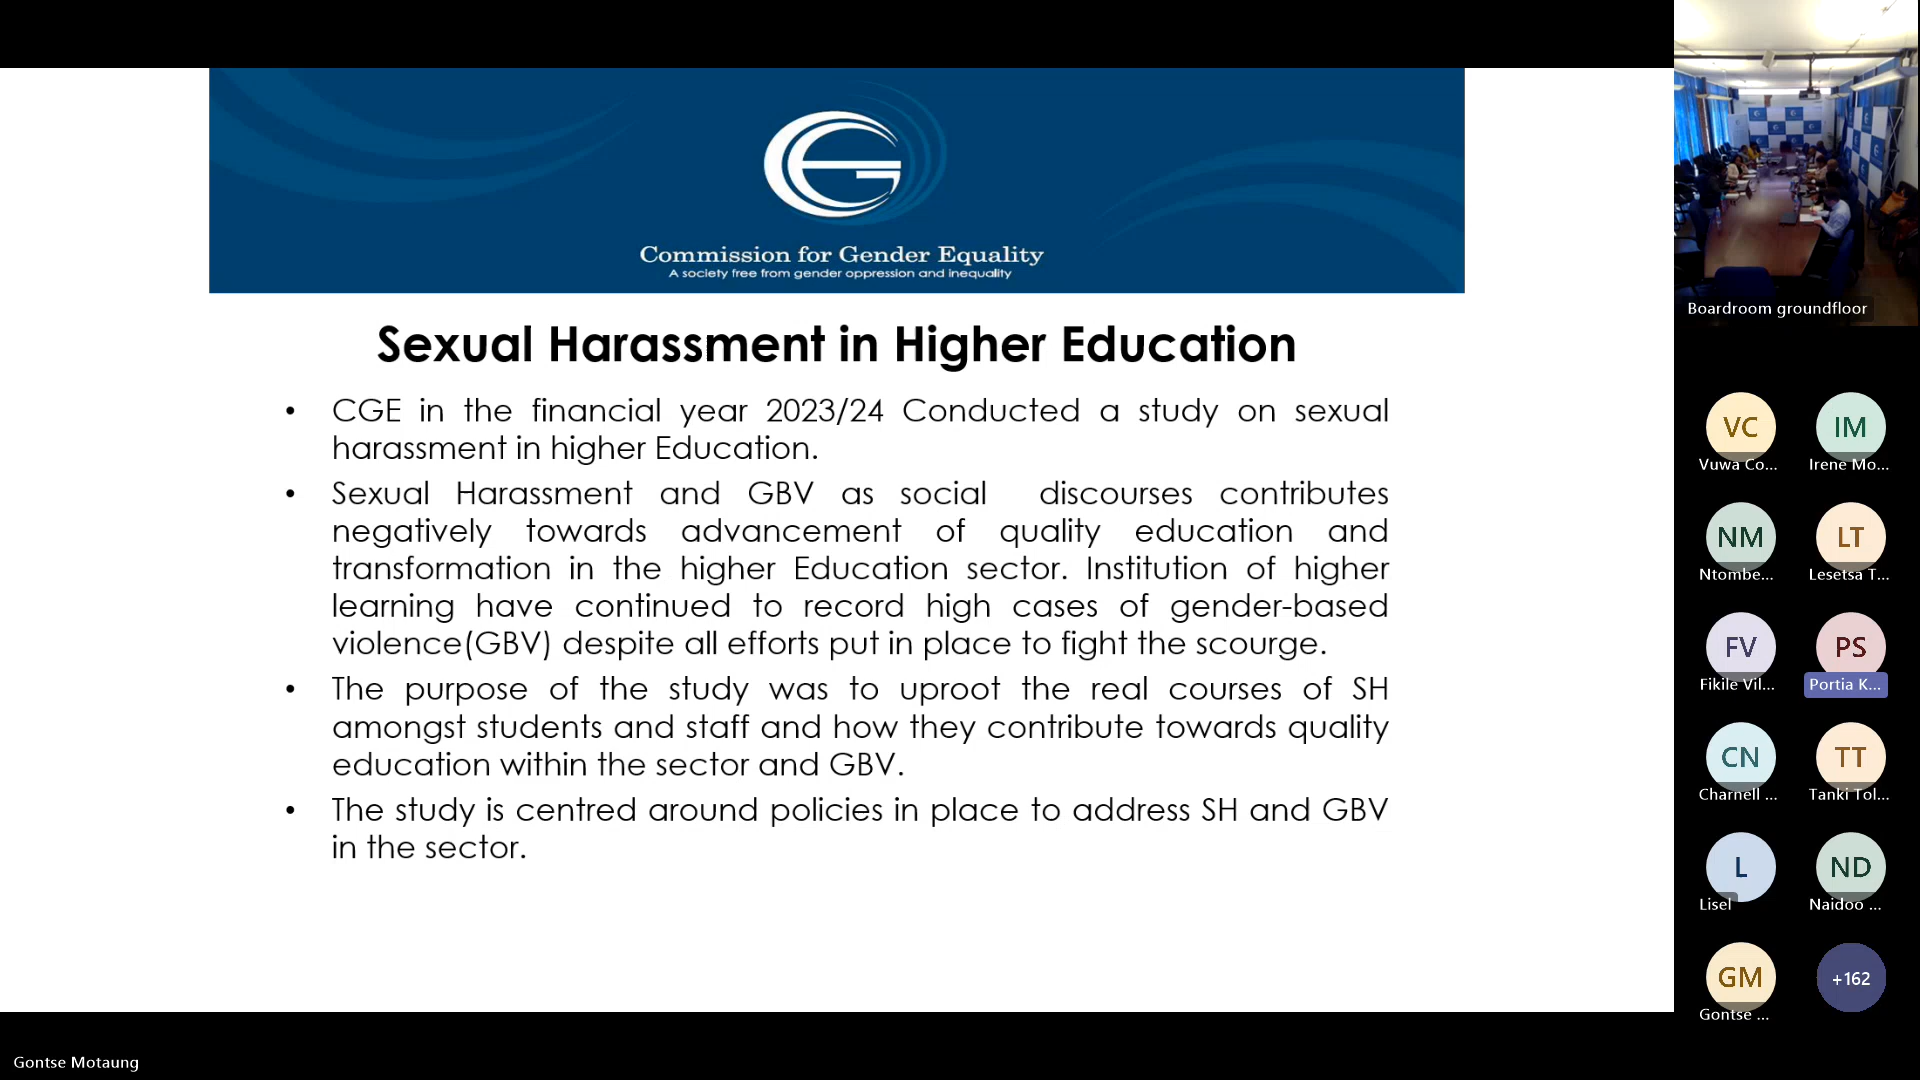 Commission for Gender Equality
A society free from gender oppression and inequality
Sexual Harassment in Higher Education
• CGE in the financial year 2023/24 Conducted a study on sexual
harassment in higher Education.
• Sexual Harassment and GBV as social discourses contributes
negatively towards advancement of quality education and
transformation in the higher Education sector. Institution of higher
learning have continued to record high cases of gender-based
violence(GBV) despite all efforts put in place to fight the scourge.
• The purpose of the study was to uproot the real courses of SH
amongst students and staff and how they contribute towards quality
education within the sector and GBV.
• The study is centred around policies in place to address SH and GBV
in the sector.
Gontse Motaung
Boardroom groundfloor
VC
Vuwa Co...
IM
Irene Mo...
NM
Ntombe...
LT
Lesetsa T...
FV
Fikile Vil...
PS
Portia K...
CN
Charnell ...
TT
Tanki Tol...
L
Lisel
ND
Naidoo ...
GM
Gontse ...
+162